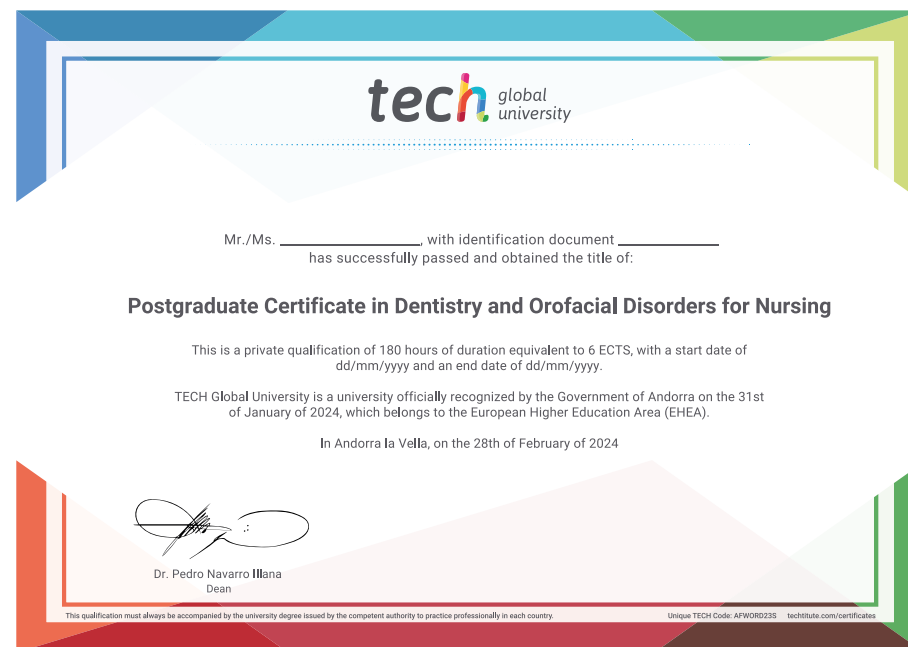 tech global university
Mr./Ms. ____________________, with identification document ______________
has successfully passed and obtained the title of:
Postgraduate Certificate in Dentistry and Orofacial Disorders for Nursing
This is a private qualification of 180 hours of duration equivalent to 6 ECTS, with a start date of
dd/mm/yyyy and an end date of dd/mm/yyyy.
TECH Global University is a university officially recognized by the Government of Andorra on the 31st
of January of 2024, which belongs to the European Higher Education Area (EHEA).
In Andorra la Vella, on the 28th of February of 2024
Dr. Pedro Navarro Illana
Dean
This qualification must always be accompanied by the university degree issued by the competent authority to practice professionally in each country.
Unique TECH Code: AFWORD23S techtitute.com/certificates